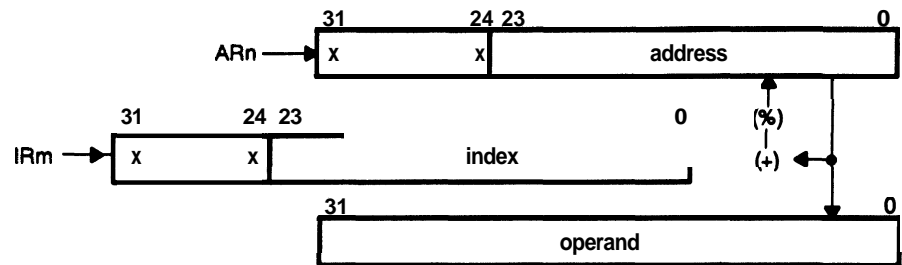 31 24 23 0
ARn x x address
31 24 23 0 (%)
IRm x x index (+)
31 0
operand